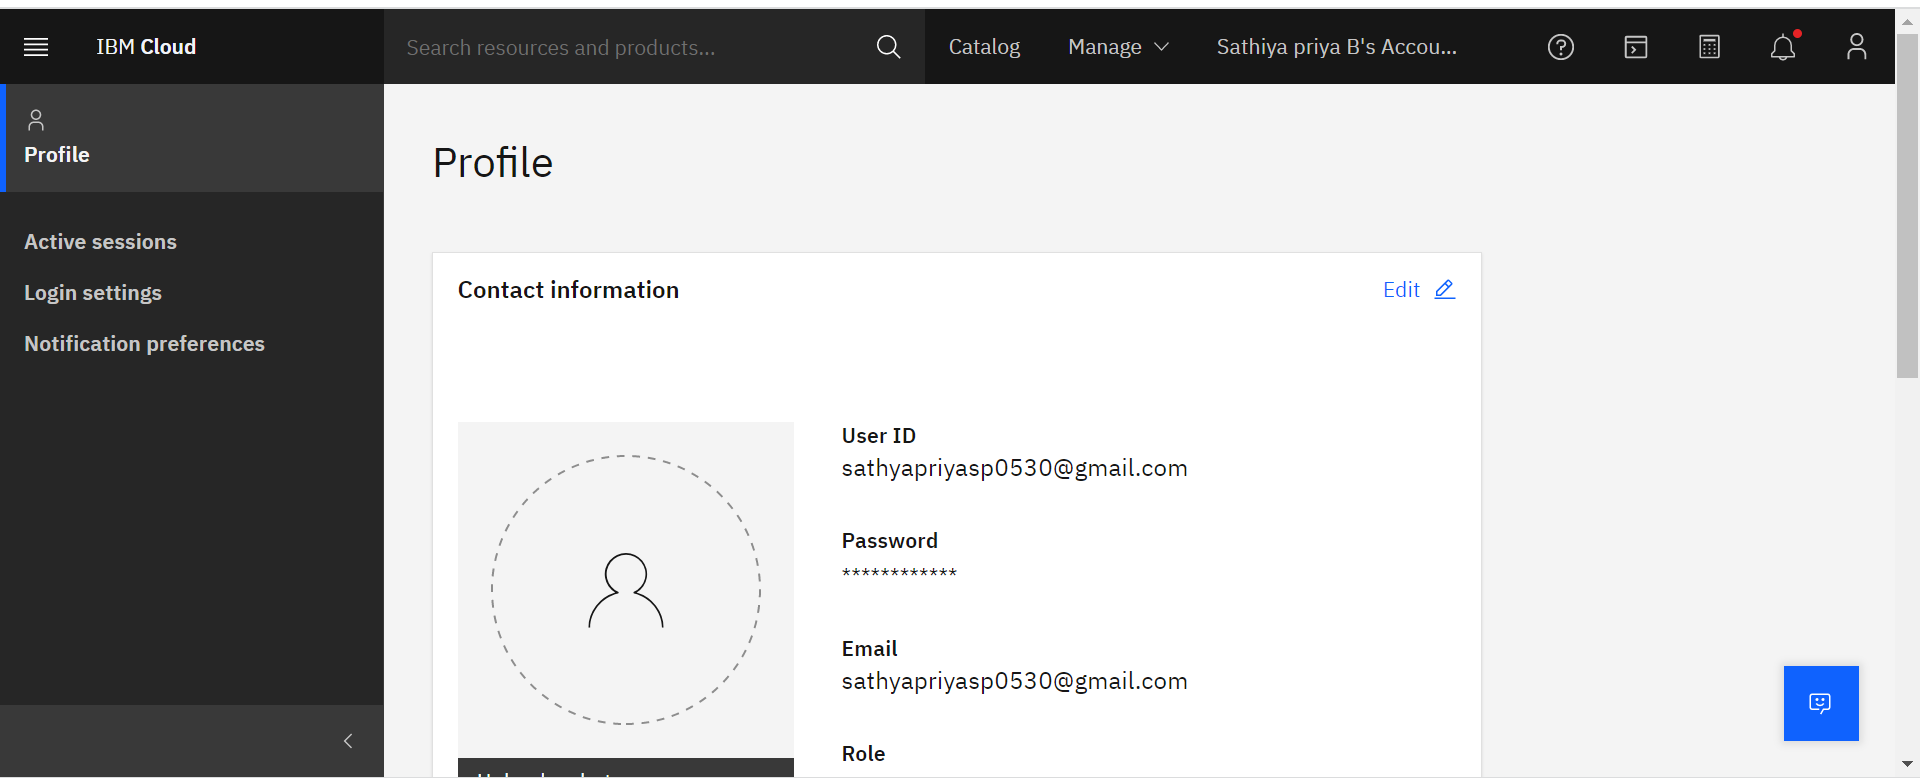 IBM Cloud
Search resources and products...
Catalog
Manage
Sathiya priya B's Accou...
Profile
Active sessions
Login settings
Notification preferences
Profile
Contact information
Edit
User ID
sathyapriyasp0530@gmail.com
Password
************
Email
sathyapriyasp0530@gmail.com
Role